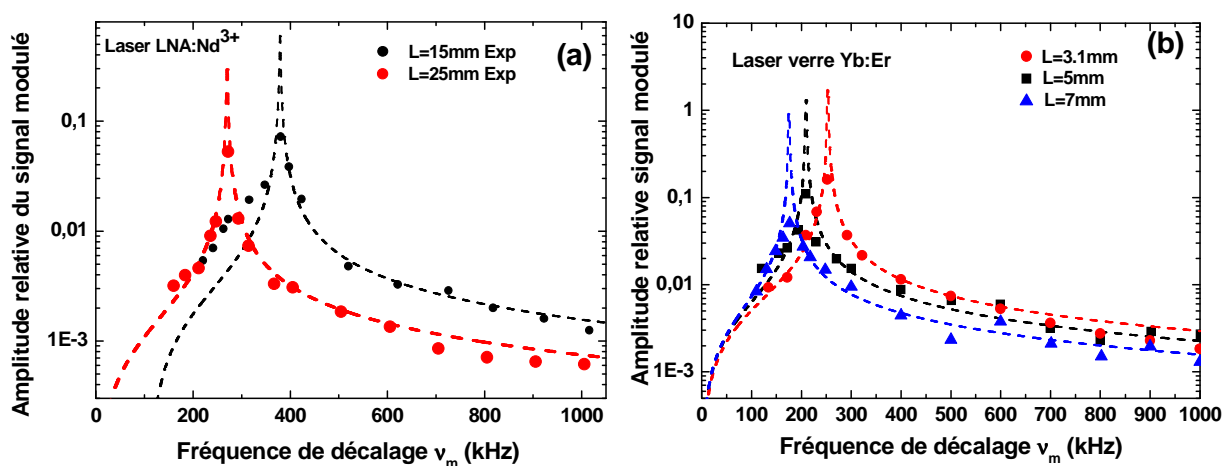 Laser LNA:Nd3+
L=15mm Exp
L=25mm Exp
(a)
0,1
0,01
1E-3
Amplitude relative du signal modulé
0 200 400 600 800 1000
Fréquence de décalage νm (kHz)
Laser verre Yb:Er
L=3.1mm
L=5mm
L=7mm
(b)
10
1
0,1
0,01
1E-3
Amplitude relative signal modulé
0 100 200 300 400 500 600 700 800 900 1000
Fréquence de décalage νm (kHz)